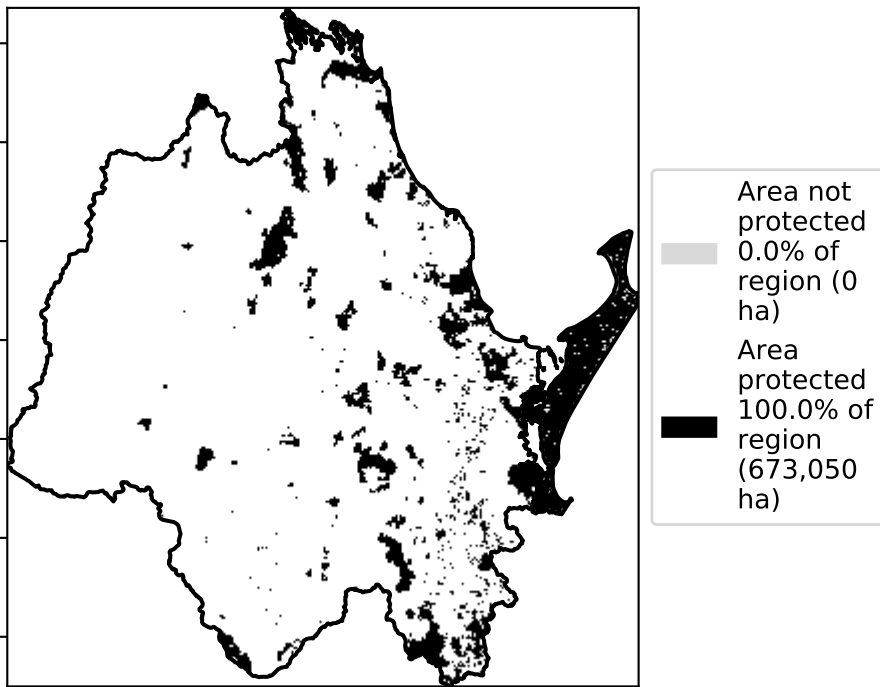 Area not
protected
0.0% of
region (0
ha)
Area
protected
100.0% of
region
(673,050
ha)